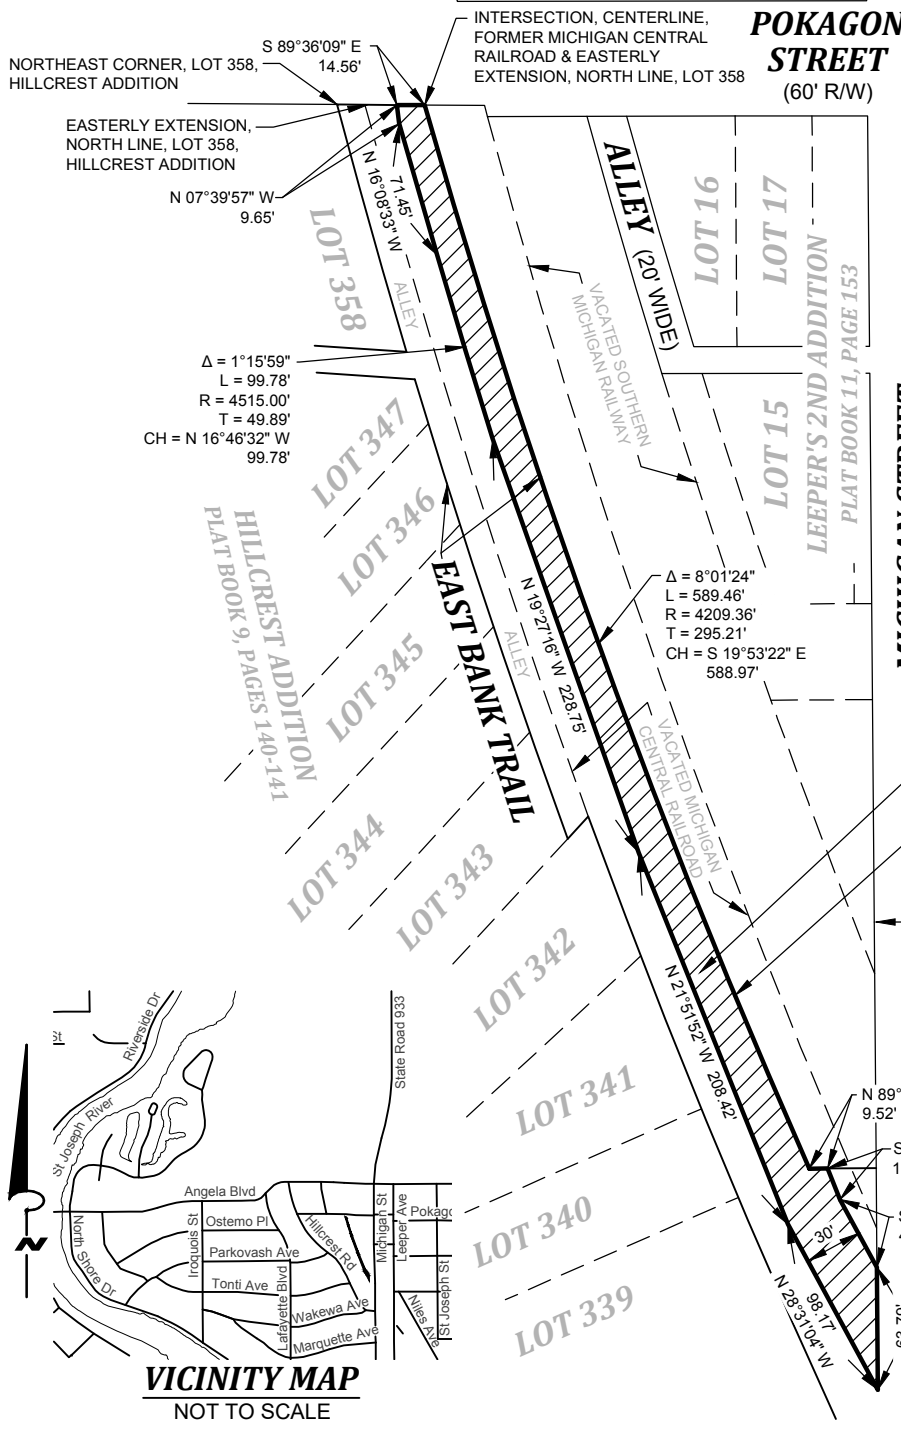 INTERSECTION, CENTERLINE,
FORMER MICHIGAN CENTRAL
RAILROAD & EASTERLY
EXTENSION, NORTH LINE, LOT 358
POKAGON
STREET
(60' R/W)
S 89°36'09" E
14.56'
NORTHEAST CORNER, LOT 358,
HILLCREST ADDITION
EASTERLY EXTENSION,
NORTH LINE, LOT 358,
HILLCREST ADDITION
N 07°39'57" W
9.65'
71.45'
N 16°08'33" W
LOT 358
ALLEY
ALLEY (20' WIDE)
LOT 16
LOT 17
VACATED SOUTHERN
MICHIGAN RAILWAY
LOT 15
LEEPER'S 2ND ADDITION
PLAT BOOK 11, PAGE 153
Δ = 1°15'59"
L = 99.78'
R = 4515.00'
T = 49.89'
CH = N 16°46'32" W
99.78'
LOT 347
LOT 346
HILLCREST ADDITION
PLAT BOOK 9, PAGES 140-141
LOT 345
EAST BANK TRAIL
ALLEY
N 19°27'16" W 228.75'
Δ = 8°01'24"
L = 589.46'
R = 4209.36'
T = 295.21'
CH = S 19°53'22" E
588.97'
VACATED MICHIGAN
CENTRAL RAILROAD
LOT 344
LOT 343
LOT 342
N 21°51'52" W 208.42'
LOT 341
LOT 340
LOT 339
N 89°
9.52'
S
1
30'
98.17'
N 28°31'04" W
State Road 933
Riverside Dr
St
St Joseph River
Angela Blvd
Ostemo Pl
Parkovash Ave
Tonti Ave
Iroquois St
North Shore Dr
Lafayette Blvd
Hillcrest Rd
Wakewa Ave
Marquette Ave
Michigan St
Leeper Ave
Pokago
Niles Ave
St Joseph St
N
VICINITY MAP
NOT TO SCALE